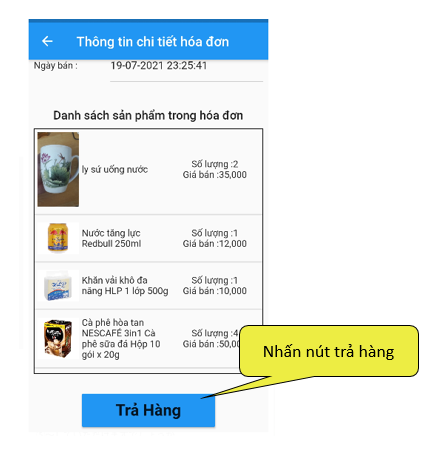 Thông tin chi tiết hóa đơn
Ngày bán :
19-07-2021 23:25:41
Danh sách sản phẩm trong hóa đơn
ly sứ uống nước
Số lượng :2
Giá bán :35,000
Nước tăng lực
Redbull 250ml
Số lượng :1
Giá bán :12,000
Khăn vải khô đa
năng HLP 1 lớp 500g
Số lượng :1
Giá bán :10,000
Cà phê hòa tan
NESCAFÉ 3in1 Cà
phê sữa đá Hộp 10
gói x 20g
Số lượng :4
Giá bán :50,00
Nhấn nút trả hàng
Trả Hàng